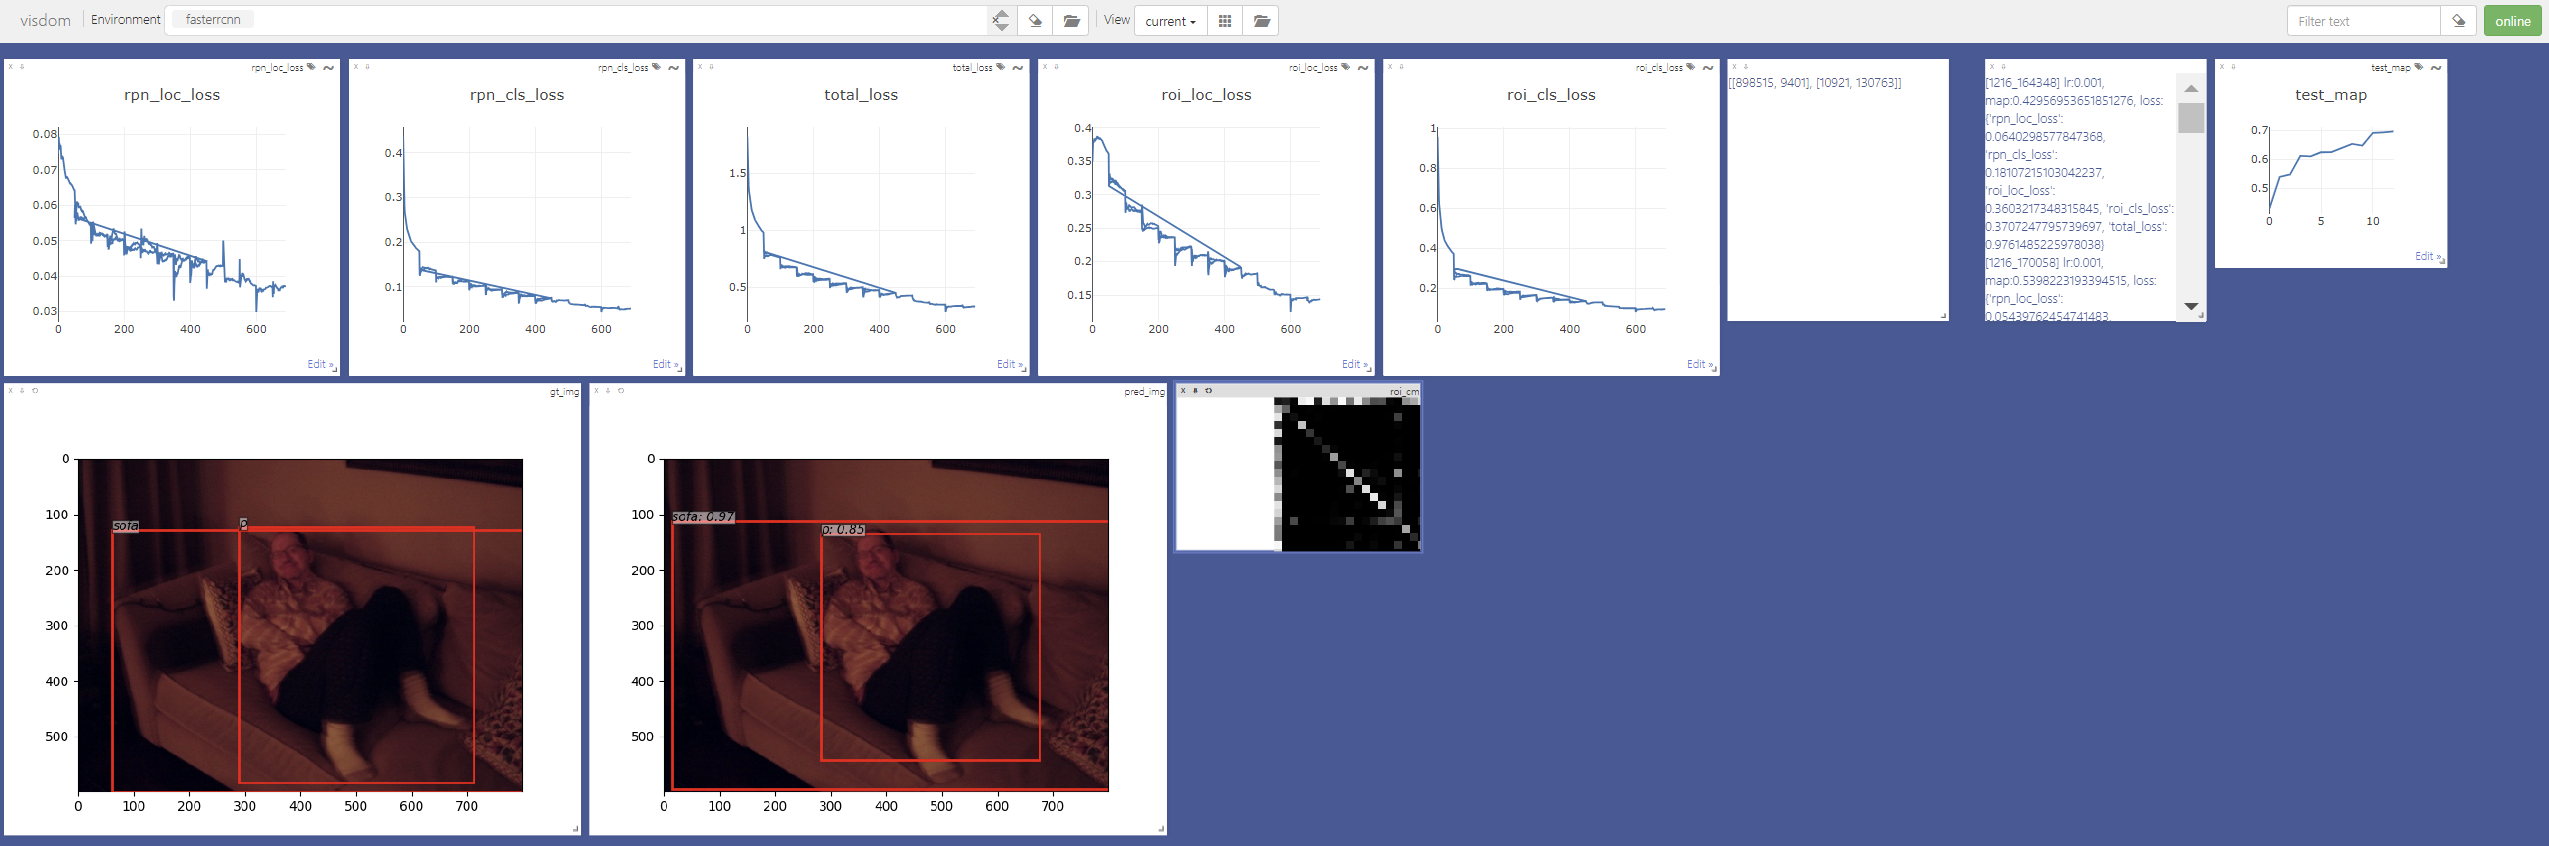 visdom Environment fasterrcnn View current Filter text online
rpn_loc_loss
rpn_loc_loss
0.08
0.07
0.06
0.05
0.04
0.03
0 200 400 600
Edit »
rpn_cls_loss
rpn_cls_loss
0.4
0.3
0.2
0.1
0 200 400 600
Edit »
total_loss
total_loss
1.5
1
0.5
0 200 400 600
Edit »
roi_loc_loss
roi_loc_loss
0.4
0.35
0.3
0.25
0.2
0.15
0 200 400 600
Edit »
roi_cls_loss
roi_cls_loss
1
0.8
0.6
0.4
0.2
0 200 400 600
Edit »
[[898515, 9401], [10921, 130763]]
[1216_164348] lr:0.001,
map:0.42956953651851276, loss:
{'rpn_loc_loss':
0.0640298577847368,
'rpn_cls_loss':
0.18107215103042237,
'roi_loc_loss':
0.3603217348315845, 'roi_cls_loss':
0.3707247795739697, 'total_loss':
0.9761485225978038}
[1216_170058] lr:0.001,
map:0.5398223193394515, loss:
{'rpn_loc_loss':
0.05439762454741483,
test_map
test_map
0.7
0.6
0.5
0 5 10
Edit »
gt_img
0
100
200
300
400
500
sofa
p
0 100 200 300 400 500 600 700
pred_img
0
100
200
300
400
500
sofa: 0.97
p: 0.85
0 100 200 300 400 500 600 700
roi_cm